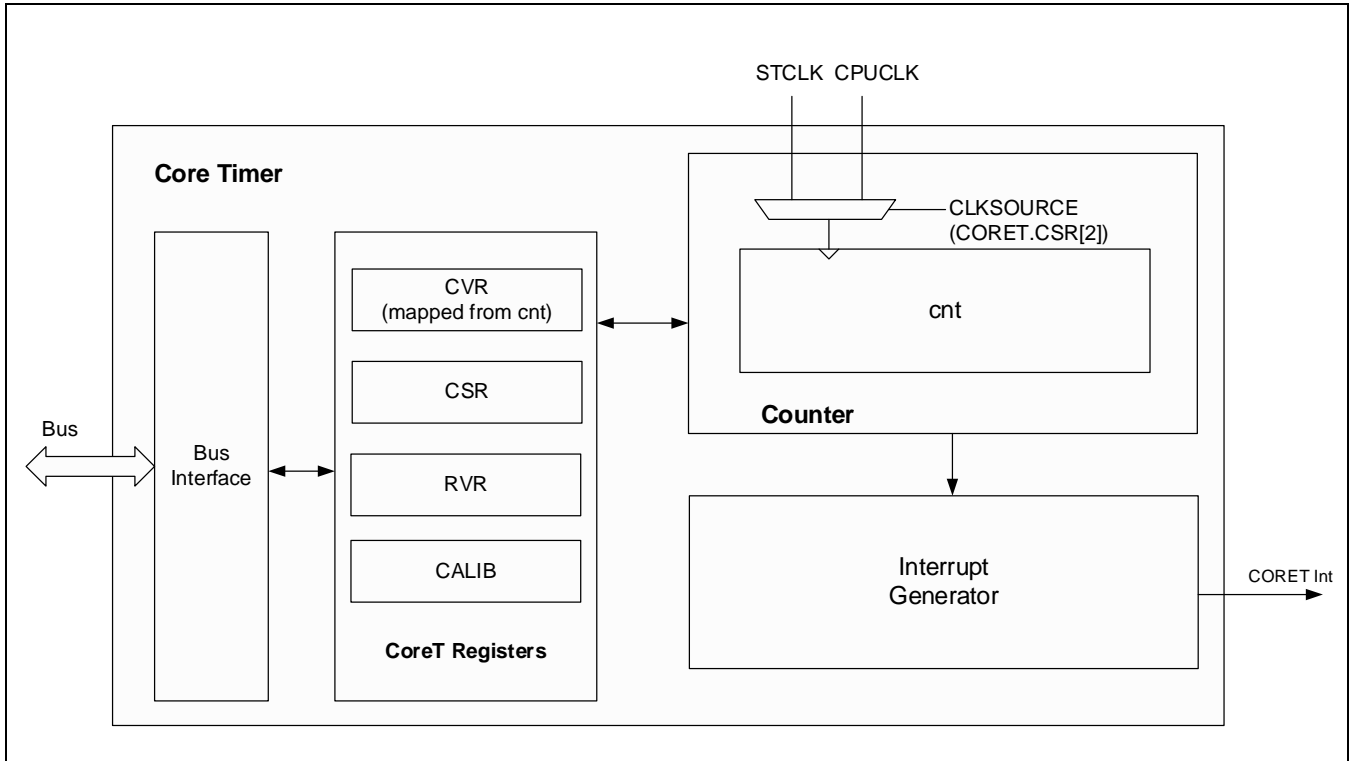 STCLK CPUCLK
Core Timer
CLKSOURCE
(CORET.CSR[2])
CVR
(mapped from cnt)
cnt
CSR
Counter
Bus
Bus
Interface
RVR
Interrupt
Generator
CALIB
CORET Int
CoreT Registers